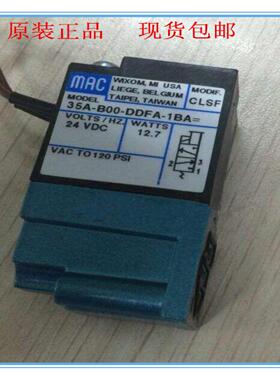 原装正品
现货包邮
mac
WIXOM, MI USA
LIEGE, BELGIUM
TAIPEI, TAIWAN
MODIF.
CLSF
MODEL
35A-B00-DDFA-1BA=
VOLTS/HZ. WATTS
24 VDC 12.7
VAC TO 120 PSI